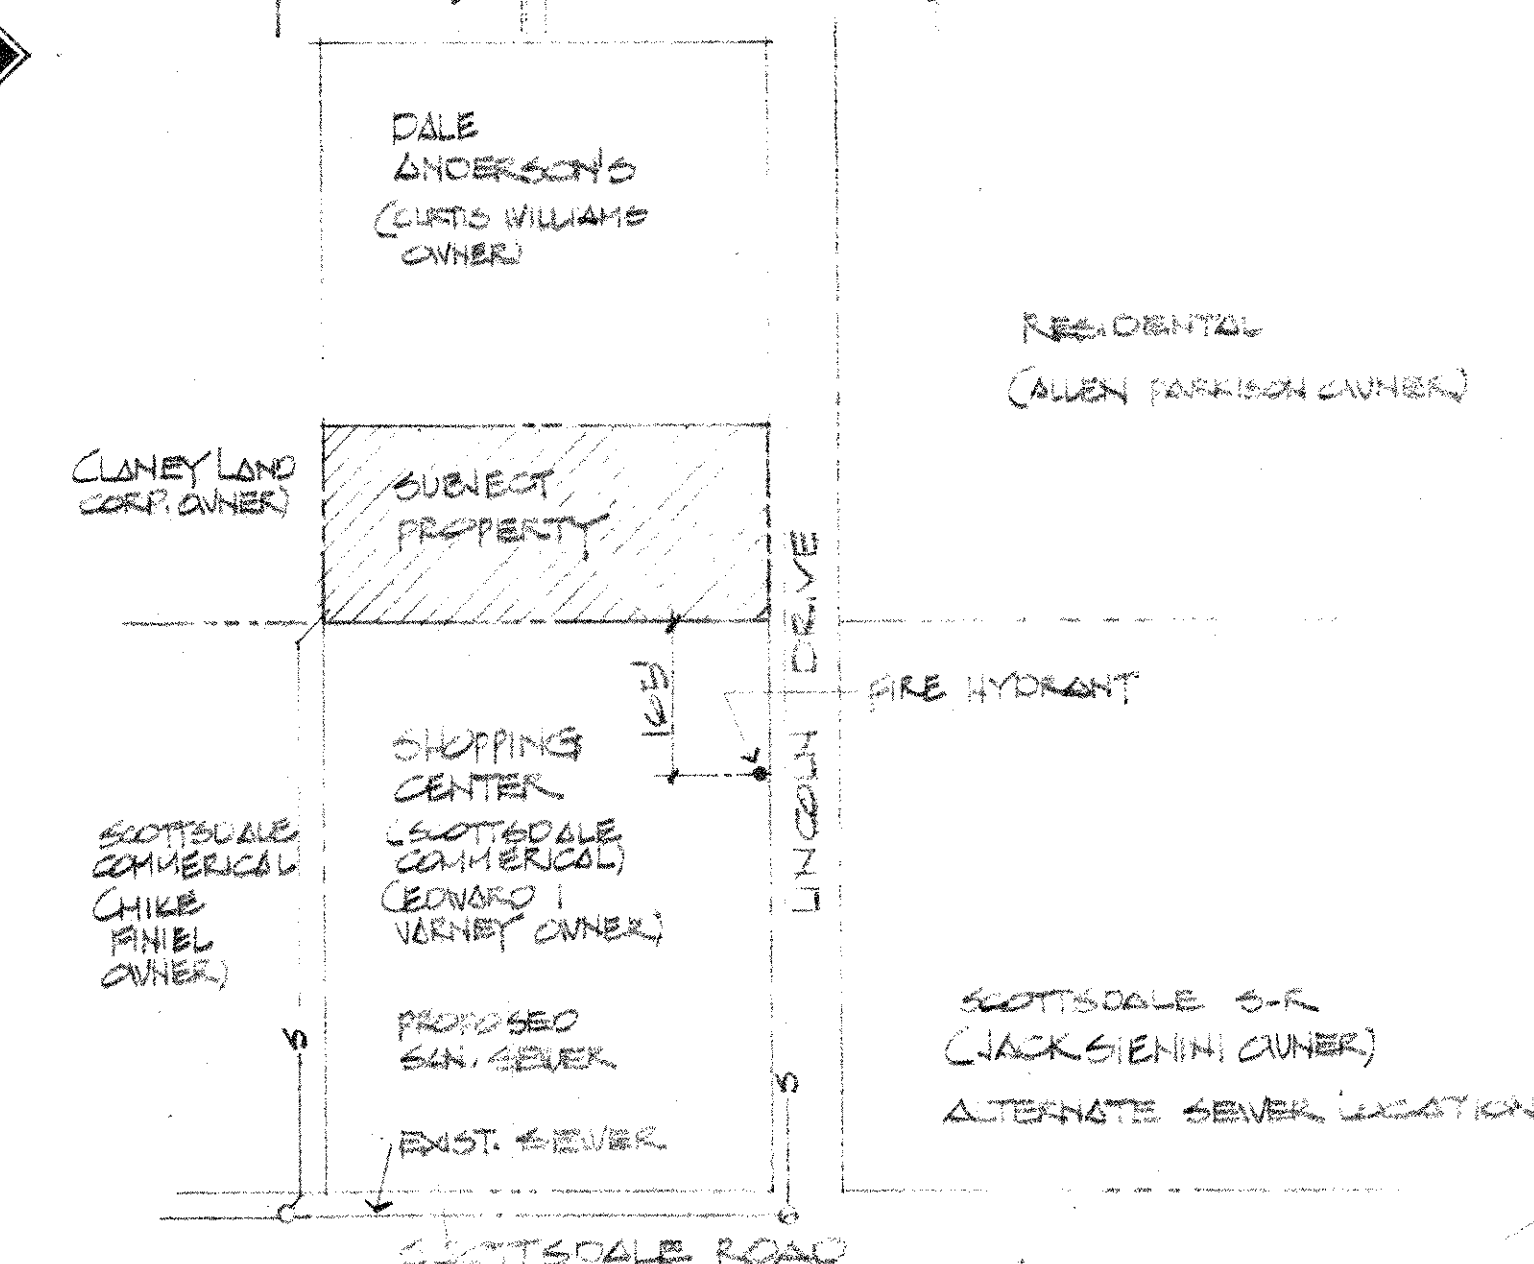 DALE
ANDERSON'S
(CURTIS WILLIAMS
OWNER)
RESIDENTAL
(ALLEN PARKISON OWNER)
CLANEY LAND
CORP. OWNER)
SUBJECT
PROPERTY
LINCOLN DRIVE
165'
FIRE HYDRANT
SHOPPING
CENTER
(SCOTTSDALE
COMMERICAL)
(EDWARD
VARNEY OWNER)
SCOTTSDALE
COMMERICAL
(MIKE
FINIEL
OWNER)
PROPOSED
SAN. SEWER
S
S
EXIST. SEWER
SCOTTSDALE S-R
(JACK SIENINI OWNER)
ALTERNATE SEWER LOCATION
SCOTTSDALE ROAD